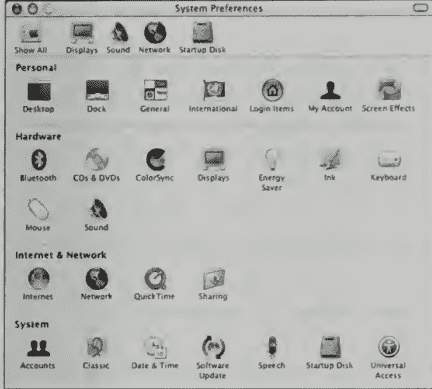 System Preferences
Show All Displays Sound Network Startup Disk
Personal
Desktop Dock General International Login Items My Account Screen Effects
Hardware
Bluetooth CDs & DVDs ColorSync Displays Energy Saver Ink Keyboard
Mouse Sound
Internet & Network
Internet Network QuickTime Sharing
System
Accounts Classic Date & Time Software Update Speech Startup Disk Universal Access